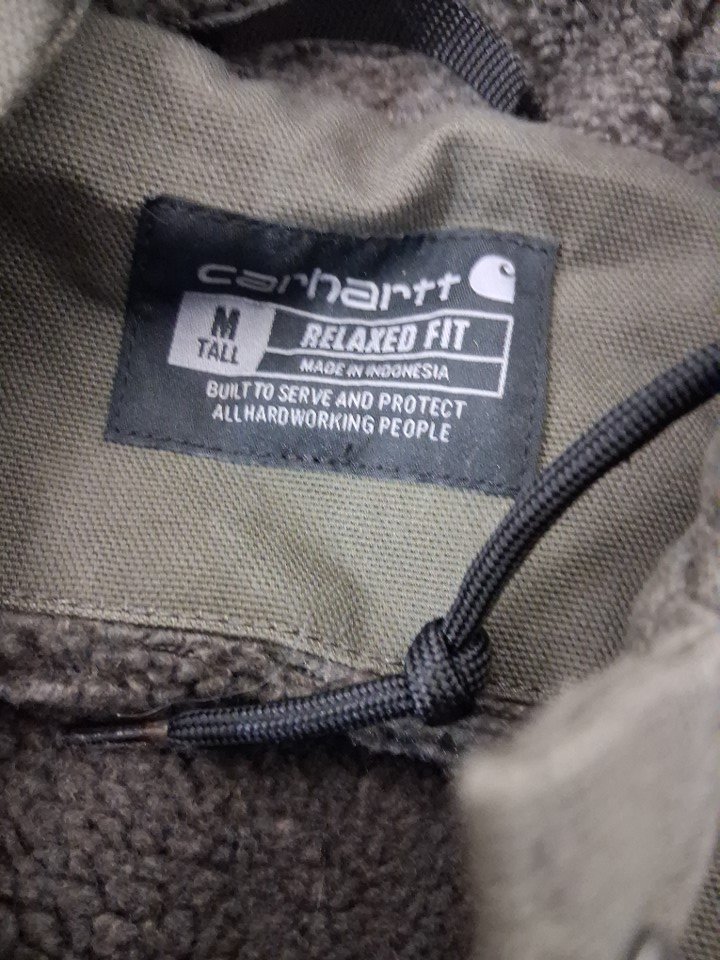 carhartt
M
TALL
RELAXED FIT
MADE IN INDONESIA
BUILT TO SERVE AND PROTECT
ALL HARDWORKING PEOPLE